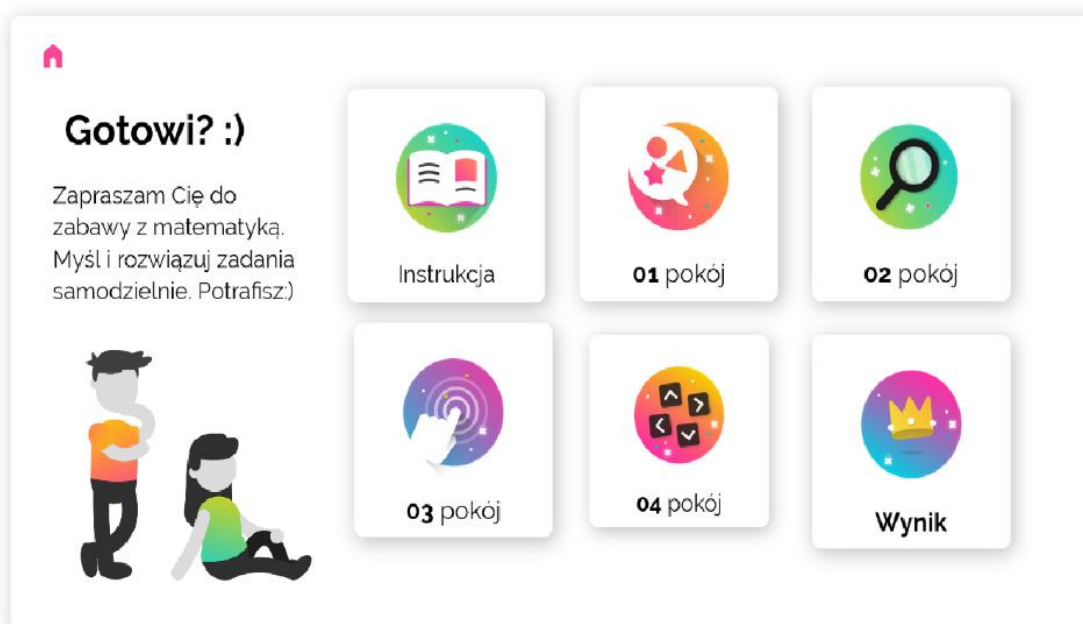 Gotowi? :)
Zapraszam Cię do
zabawy z matematyką.
Myśl i rozwiązuj zadania
samodzielnie. Potrafisz:)
Instrukcja
01 pokój
02 pokój
03 pokój
04 pokój
Wynik